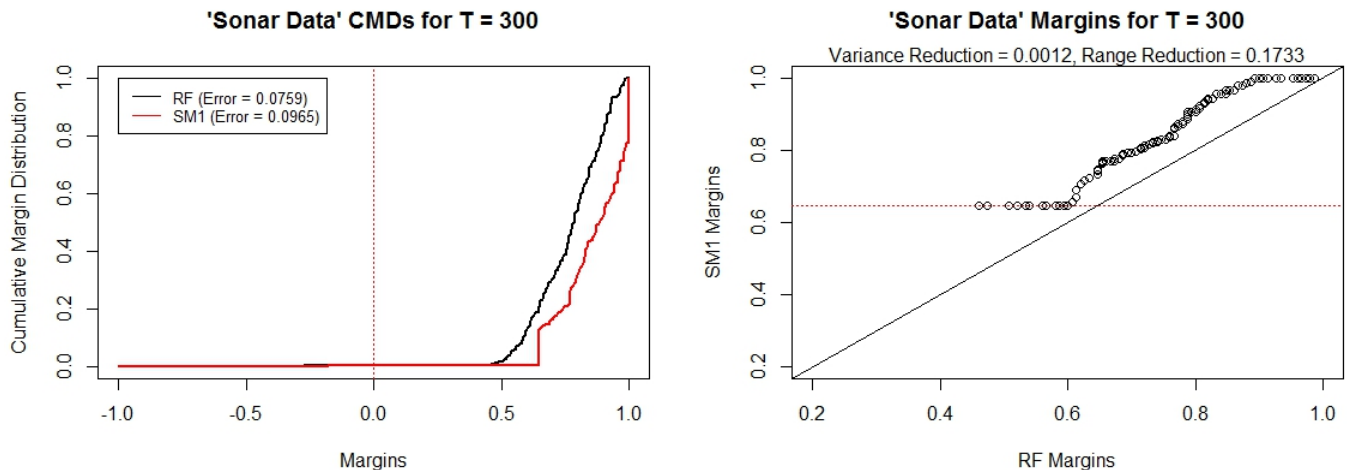 'Sonar Data' CMDs for T = 300
Cumulative Margin Distribution
1.0
0.8
0.6
0.4
0.2
0.0
RF (Error = 0.0759)
SM1 (Error = 0.0965)
-1.0
-0.5
0.0
0.5
1.0
Margins
'Sonar Data' Margins for T = 300
Variance Reduction = 0.0012, Range Reduction = 0.1733
SM1 Margins
1.0
0.8
0.6
0.4
0.2
0.2
0.4
0.6
0.8
1.0
RF Margins